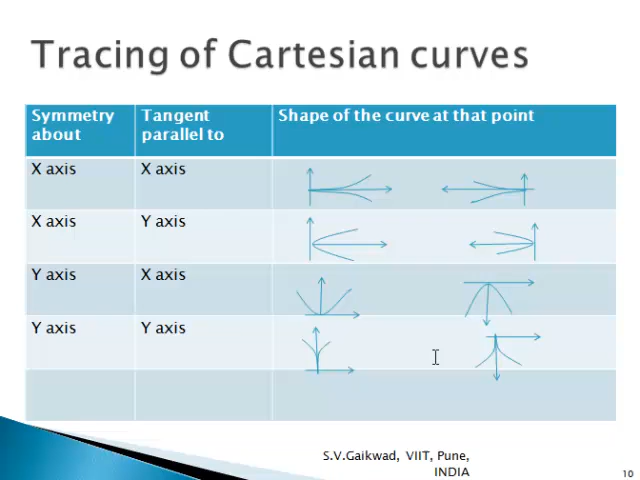 Tracing of Cartesian curves
Symmetry about
Tangent parallel to
Shape of the curve at that point
X axis
X axis
X axis
Y axis
Y axis
X axis
Y axis
Y axis
S.V.Gaikwad, VIIT, Pune,
INDIA
10